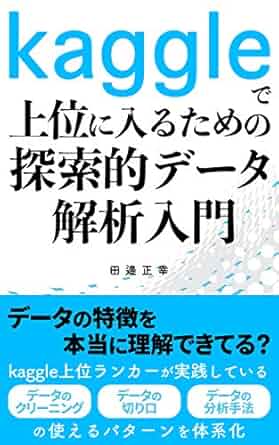 kaggleで
上位に入るための
探索的データ
解析入門
田邉正幸
データの特徴を
本当に理解できてる?
kaggle上位ランカーが実践している
データの
クリーニング
データの
切り口
データの
分析手法
の使えるパターンを体系化